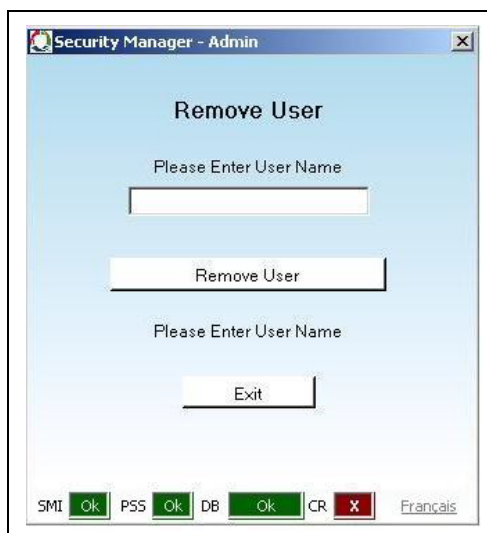 Security Manager - Admin
Remove User
Please Enter User Name
Remove User
Please Enter User Name
Exit
SMI Ok PSS Ok DB Ok CR X Français